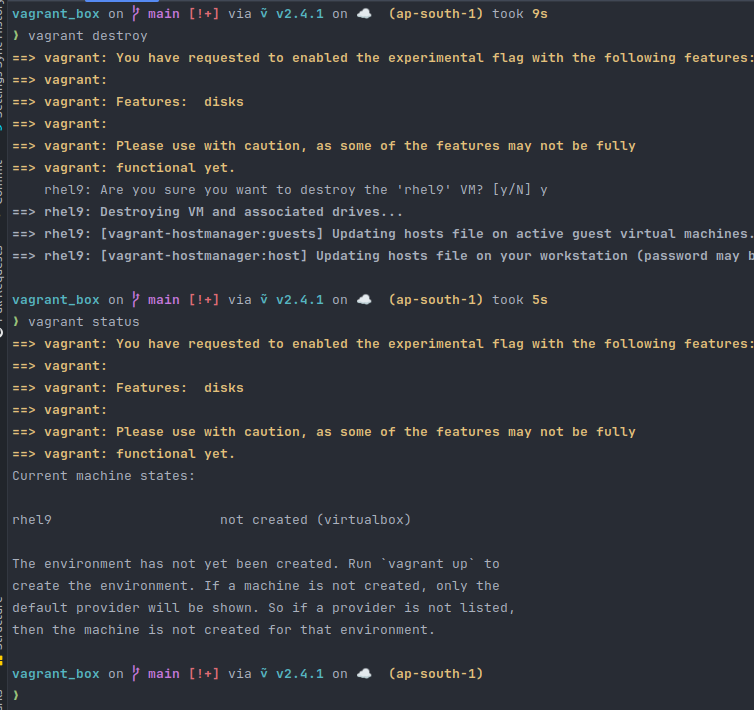 vagrant_box on main [!+] via ṽ v2.4.1 on ☁️ (ap-south-1) took 9s
❯ vagrant destroy
==> vagrant: You have requested to enabled the experimental flag with the following features:
==> vagrant:
==> vagrant: Features:  disks
==> vagrant:
==> vagrant: Please use with caution, as some of the features may not be fully
==> vagrant: functional yet.
    rhel9: Are you sure you want to destroy the 'rhel9' VM? [y/N] y
==> rhel9: Destroying VM and associated drives...
==> rhel9: [vagrant-hostmanager:guests] Updating hosts file on active guest virtual machines.
==> rhel9: [vagrant-hostmanager:host] Updating hosts file on your workstation (password may b
vagrant_box on main [!+] via ṽ v2.4.1 on ☁️ (ap-south-1) took 5s
❯ vagrant status
==> vagrant: You have requested to enabled the experimental flag with the following features:
==> vagrant:
==> vagrant: Features:  disks
==> vagrant:
==> vagrant: Please use with caution, as some of the features may not be fully
==> vagrant: functional yet.
Current machine states:
rhel9                     not created (virtualbox)
The environment has not yet been created. Run `vagrant up` to
create the environment. If a machine is not created, only the
default provider will be shown. So if a provider is not listed,
then the machine is not created for that environment.
vagrant_box on main [!+] via ṽ v2.4.1 on ☁️ (ap-south-1)
❯